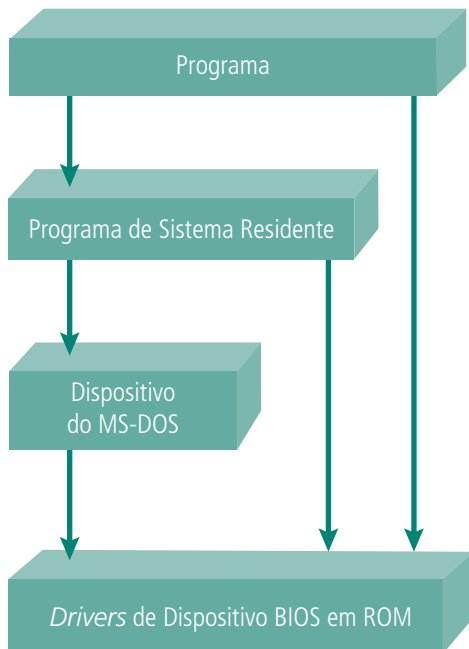 Programa
Programa de Sistema Residente
Dispositivo
do MS-DOS
Drivers de Dispositivo BIOS em ROM